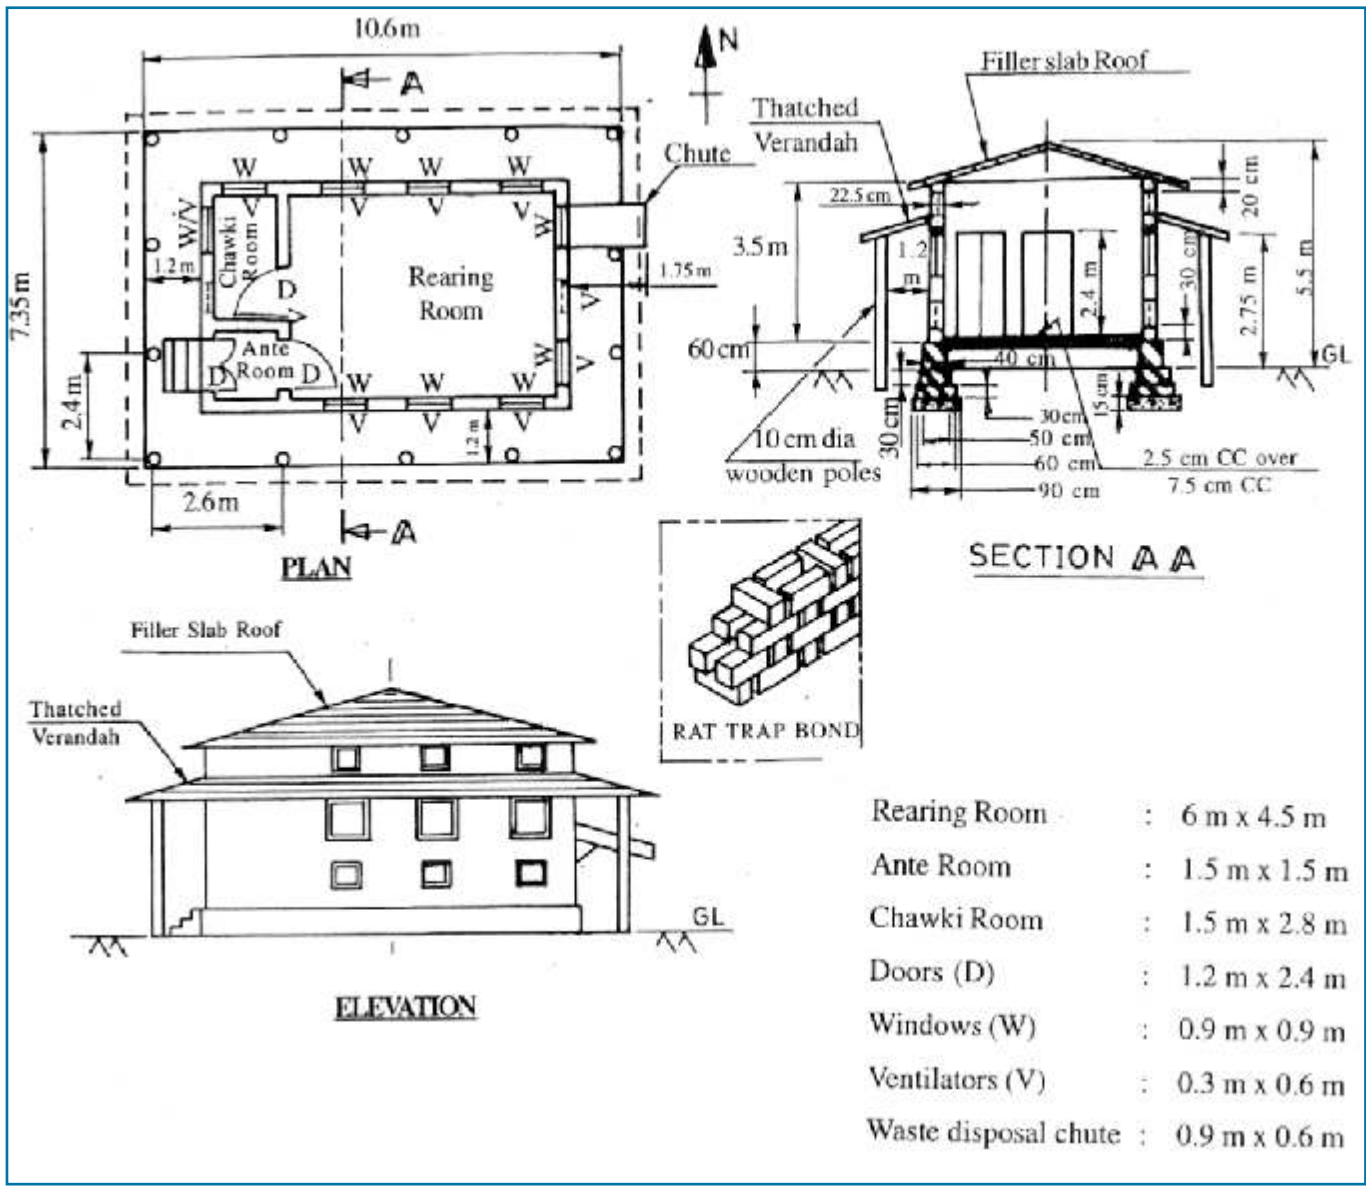 10.6 m
A
N
W
W
W
W
V
V
V
V
W
V
Chawki
Room
1.2 m
D
Rearing
Room
W
V
Chute
1.75 m
7.35 m
2.4 m
Ante
Room
D
D
W
V
W
W
W
V
V
V
1.2 m
2.6 m
A
PLAN
Filler slab Roof
Thatched
Verandah
22.5 cm
20 cm
3.5 m
1.2
m
2.4 m
30 cm
2.75 m
5.5 m
60 cm
40 cm
GL
30 cm
15 cm
30 cm
50 cm
60 cm
90 cm
10 cm dia
wooden poles
2.5 cm CC over
7.5 cm CC
SECTION A A
RAT TRAP BOND
Filler Slab Roof
Thatched
Verandah
GL
ELEVATION
Rearing Room : 6 m x 4.5 m
Ante Room : 1.5 m x 1.5 m
Chawki Room : 1.5 m x 2.8 m
Doors (D) : 1.2 m x 2.4 m
Windows (W) : 0.9 m x 0.9 m
Ventilators (V) : 0.3 m x 0.6 m
Waste disposal chute : 0.9 m x 0.6 m